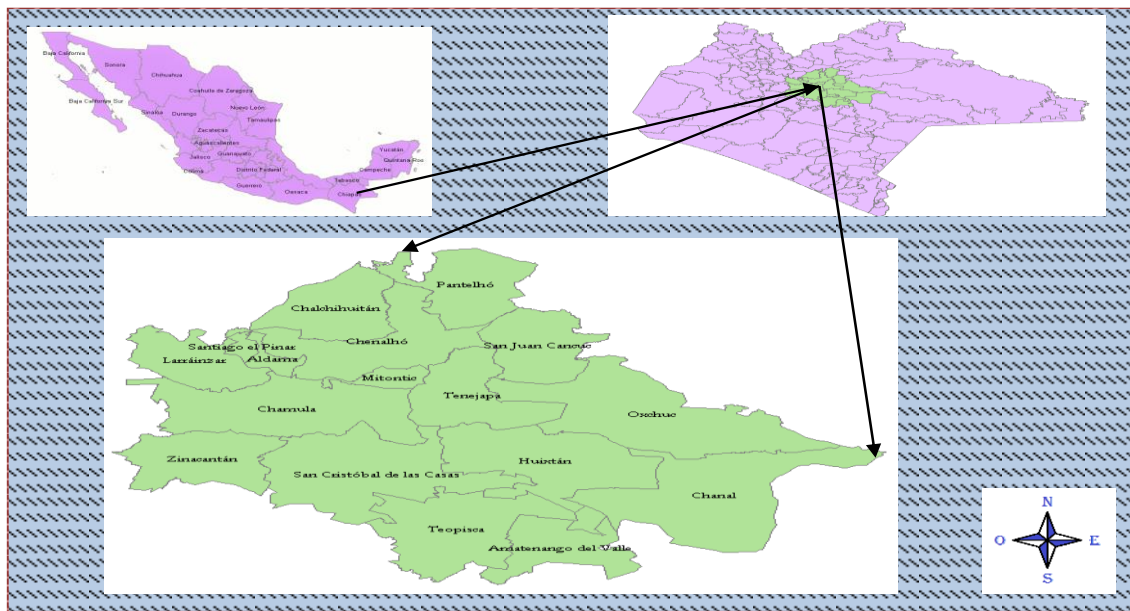 Baja California
Sonora
Chihuahua
Coahuila de Zaragoza
Baja California Sur
Nuevo León
Sinaloa
Durango
Tamaulipas
Zacatecas
Aguascalientes
Yucatán
Jalisco
Guanajuato
Quintana Roo
Colima
Distrito Federal
Campeche
Tabasco
Guerrero
Oaxaca
Chiapas
Pantelhó
Chalchihuitán
Chenalhó
San Juan Cancuc
Santiago el Pinar
Larráinzar
Aldama
Mitontic
Tenejapa
Chamula
Oxchuc
Zinacantán
Huixtán
San Cristóbal de las Casas
Chanal
Teopisca
Amatenango del Valle
N
O
E
S